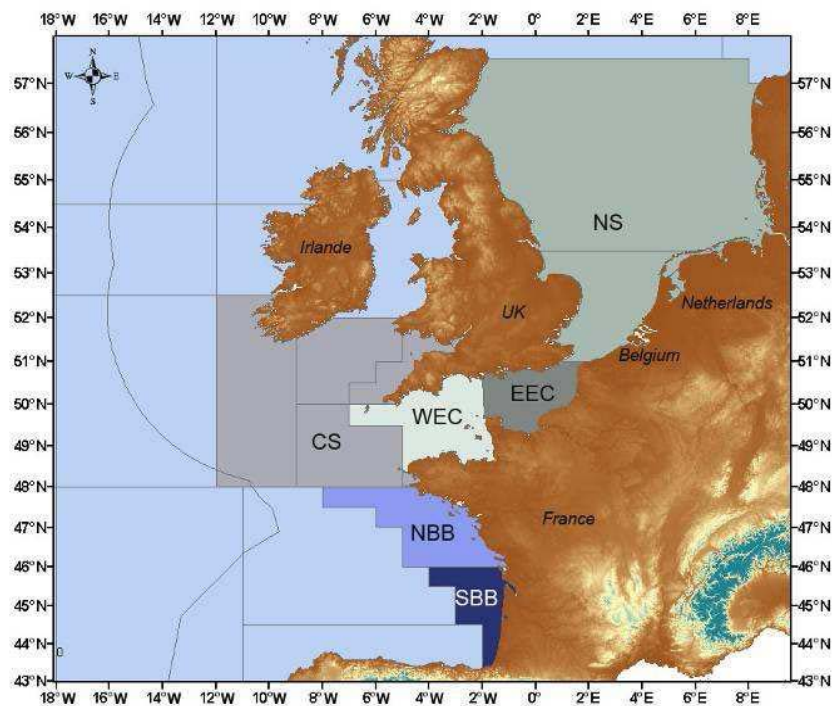 18°W 16°W 14°W 12°W 10°W 8°W 6°W 4°W 2°W 0° 2°E 4°E 6°E 8°E
N
W E
S
57°N 57°N
56°N 56°N
55°N 55°N
54°N NS 54°N
Irlande
53°N 53°N
Netherlands
52°N UK 52°N
51°N Belgium 51°N
50°N EEC 50°N
WEC
49°N CS 49°N
48°N 48°N
France
47°N NBB 47°N
46°N 46°N
45°N SBB 45°N
44°N 44°N
0
43°N 43°N
18°W 16°W 14°W 12°W 10°W 8°W 6°W 4°W 2°W 0° 2°E 4°E 6°E 8°E